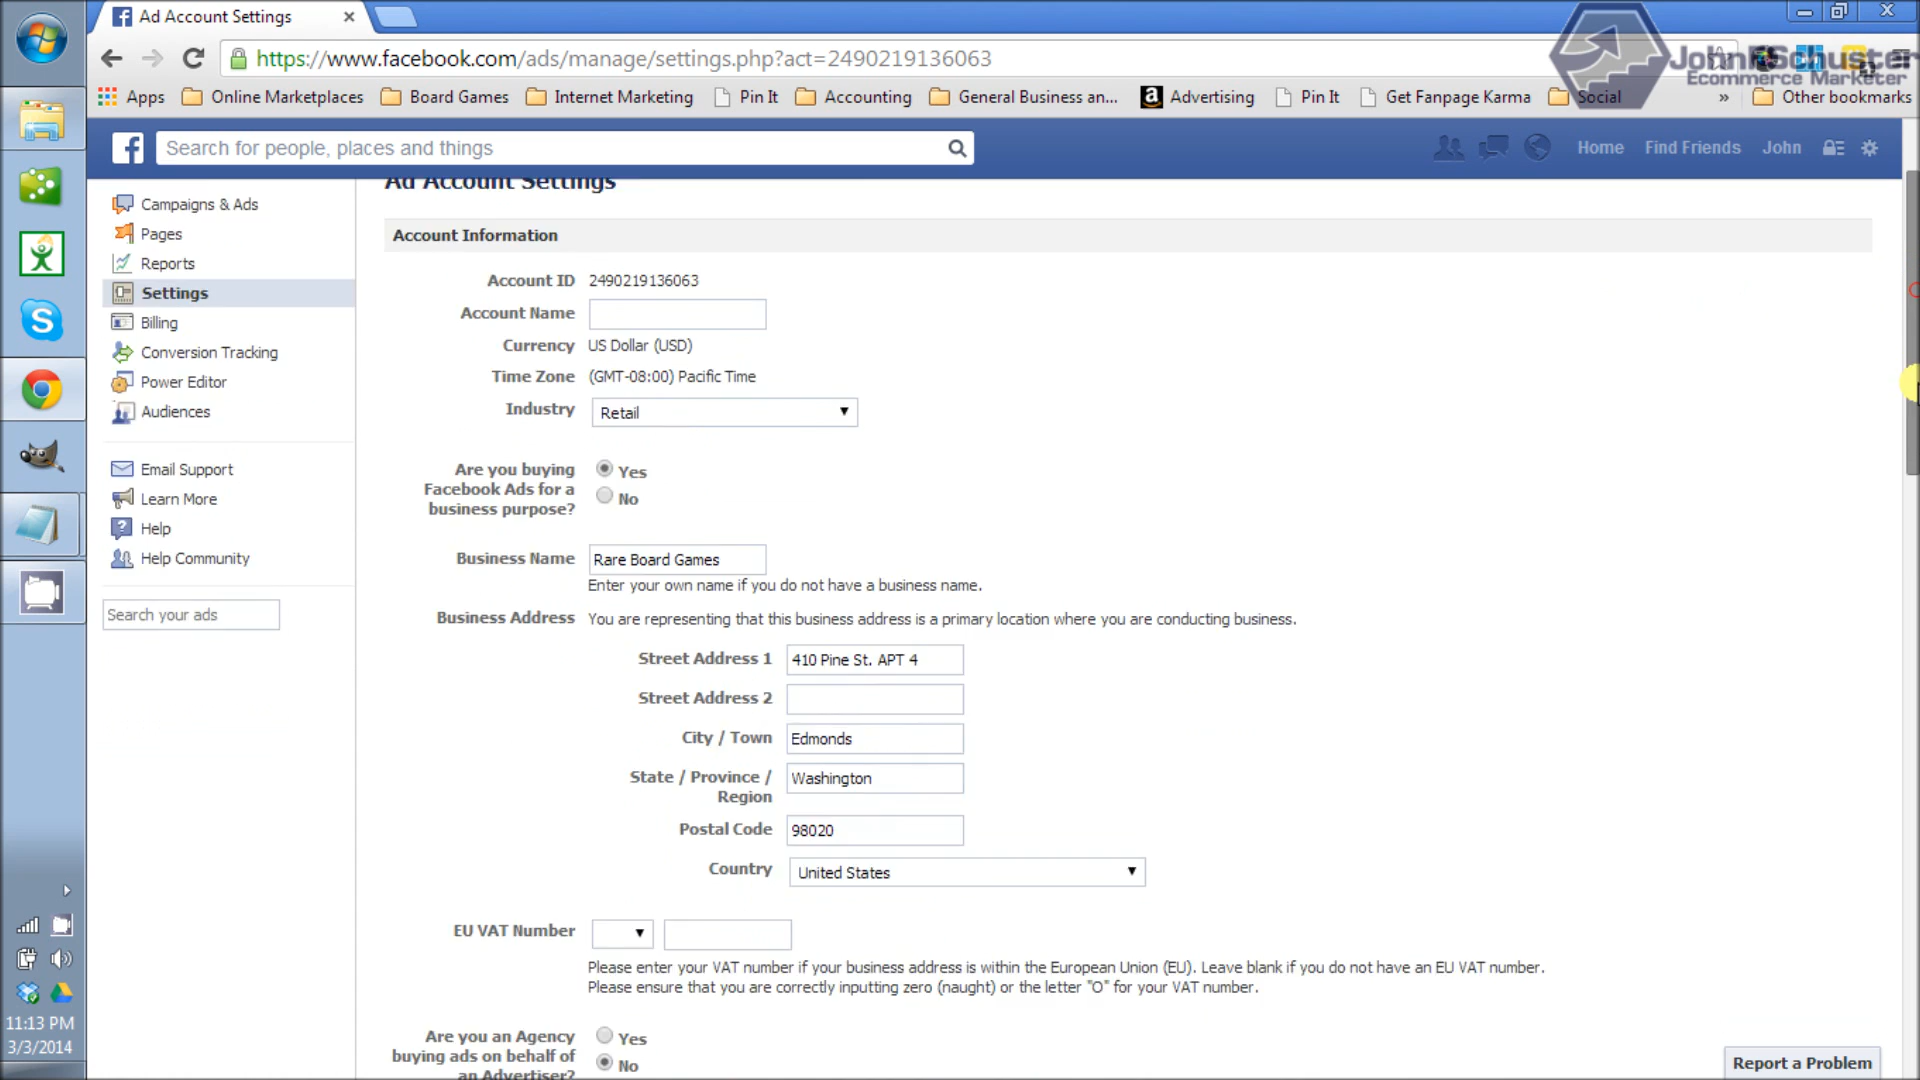 Ad Account Settings
https://www.facebook.com/ads/manage/settings.php?act=2490219136063
JohnFSchuster
Ecommerce Marketer
Apps
Online Marketplaces
Board Games
Internet Marketing
Pin It
Accounting
General Business an...
Advertising
Pin It
Get Fanpage Karma
Social
»
Other bookmarks
Search for people, places and things
Home
Find Friends
John
Campaigns & Ads
Pages
Reports
Settings
Billing
Conversion Tracking
Power Editor
Audiences
Email Support
Learn More
Help
Help Community
Search your ads
Ad Account Settings
Account Information
Account ID 2490219136063
Account Name
Currency US Dollar (USD)
Time Zone (GMT-08:00) Pacific Time
Industry Retail
Are you buying
Facebook Ads for a
business purpose?
Yes
No
Business Name Rare Board Games
Enter your own name if you do not have a business name.
Business Address You are representing that this business address is a primary location where you are conducting business.
Street Address 1 410 Pine St. APT 4
Street Address 2
City / Town Edmonds
State / Province /
Region
Washington
Postal Code 98020
Country United States
EU VAT Number
Please enter your VAT number if your business address is within the European Union (EU). Leave blank if you do not have an EU VAT number.
Please ensure that you are correctly inputting zero (naught) or the letter "O" for your VAT number.
Are you an Agency
buying ads on behalf of
an Advertiser?
Yes
No
Report a Problem
11:13 PM
3/3/2014